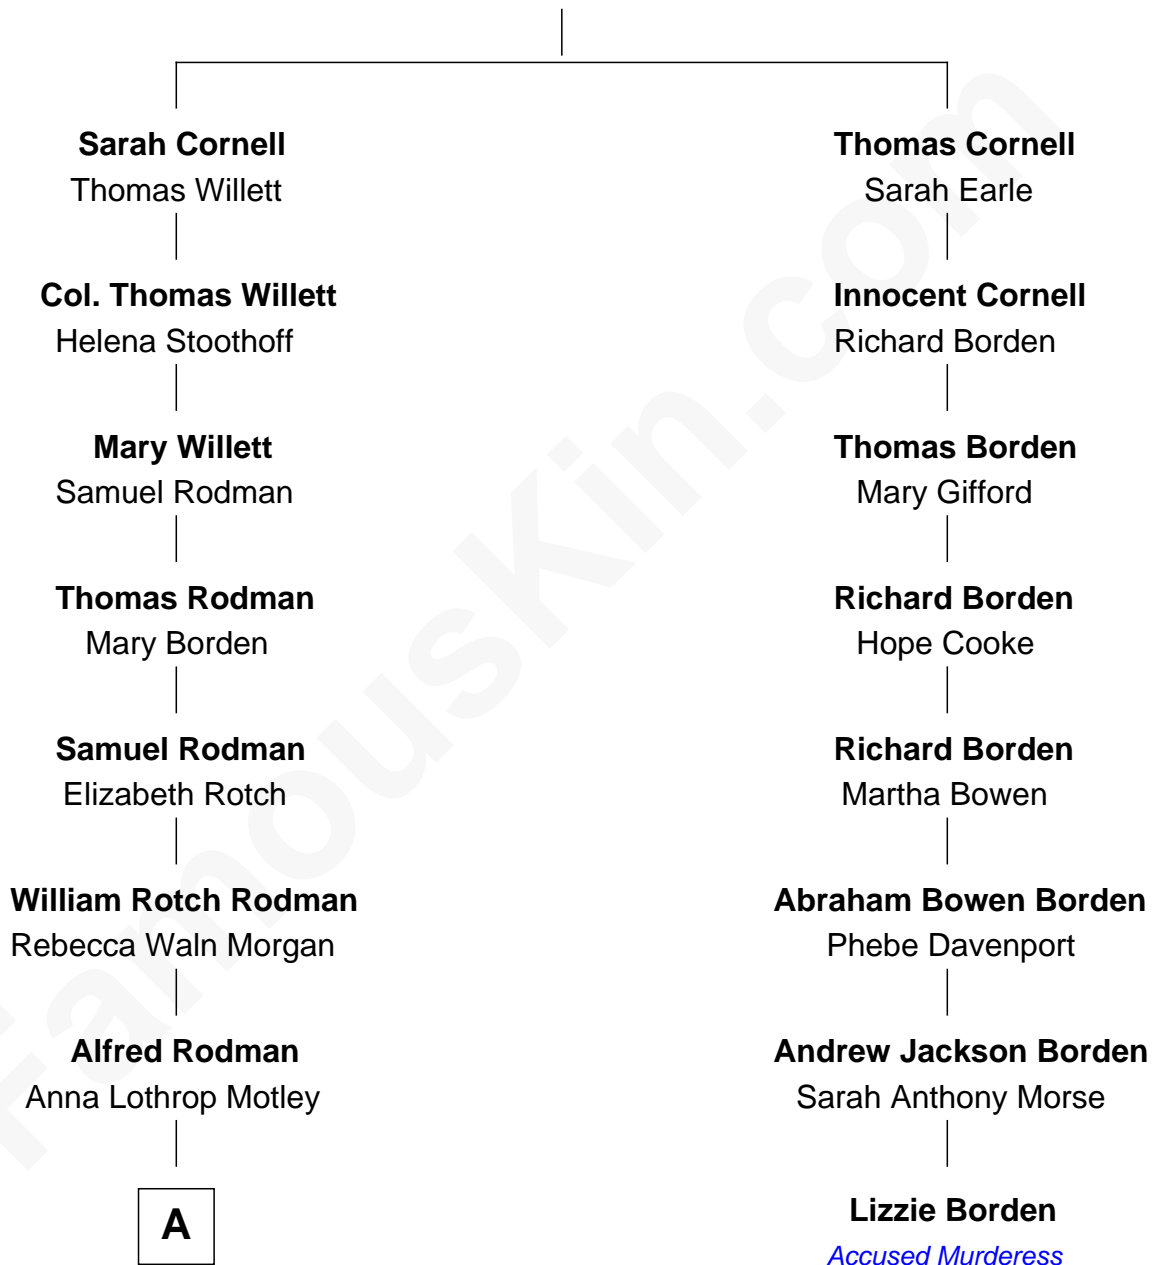 Sarah Cornell
Thomas Willett
Col. Thomas Willett
Helena Stoothoff
Mary Willett
Samuel Rodman
Thomas Rodman
Mary Borden
Samuel Rodman
Elizabeth Rotch
William Rotch Rodman
Rebecca Waln Morgan
Alfred Rodman
Anna Lothrop Motley
A
Thomas Cornell
Sarah Earle
Innocent Cornell
Richard Borden
Thomas Borden
Mary Gifford
Richard Borden
Hope Cooke
Richard Borden
Martha Bowen
Abraham Bowen Borden
Phebe Davenport
Andrew Jackson Borden
Sarah Anthony Morse
Lizzie Borden
Accused Murderess
FamousKin.com